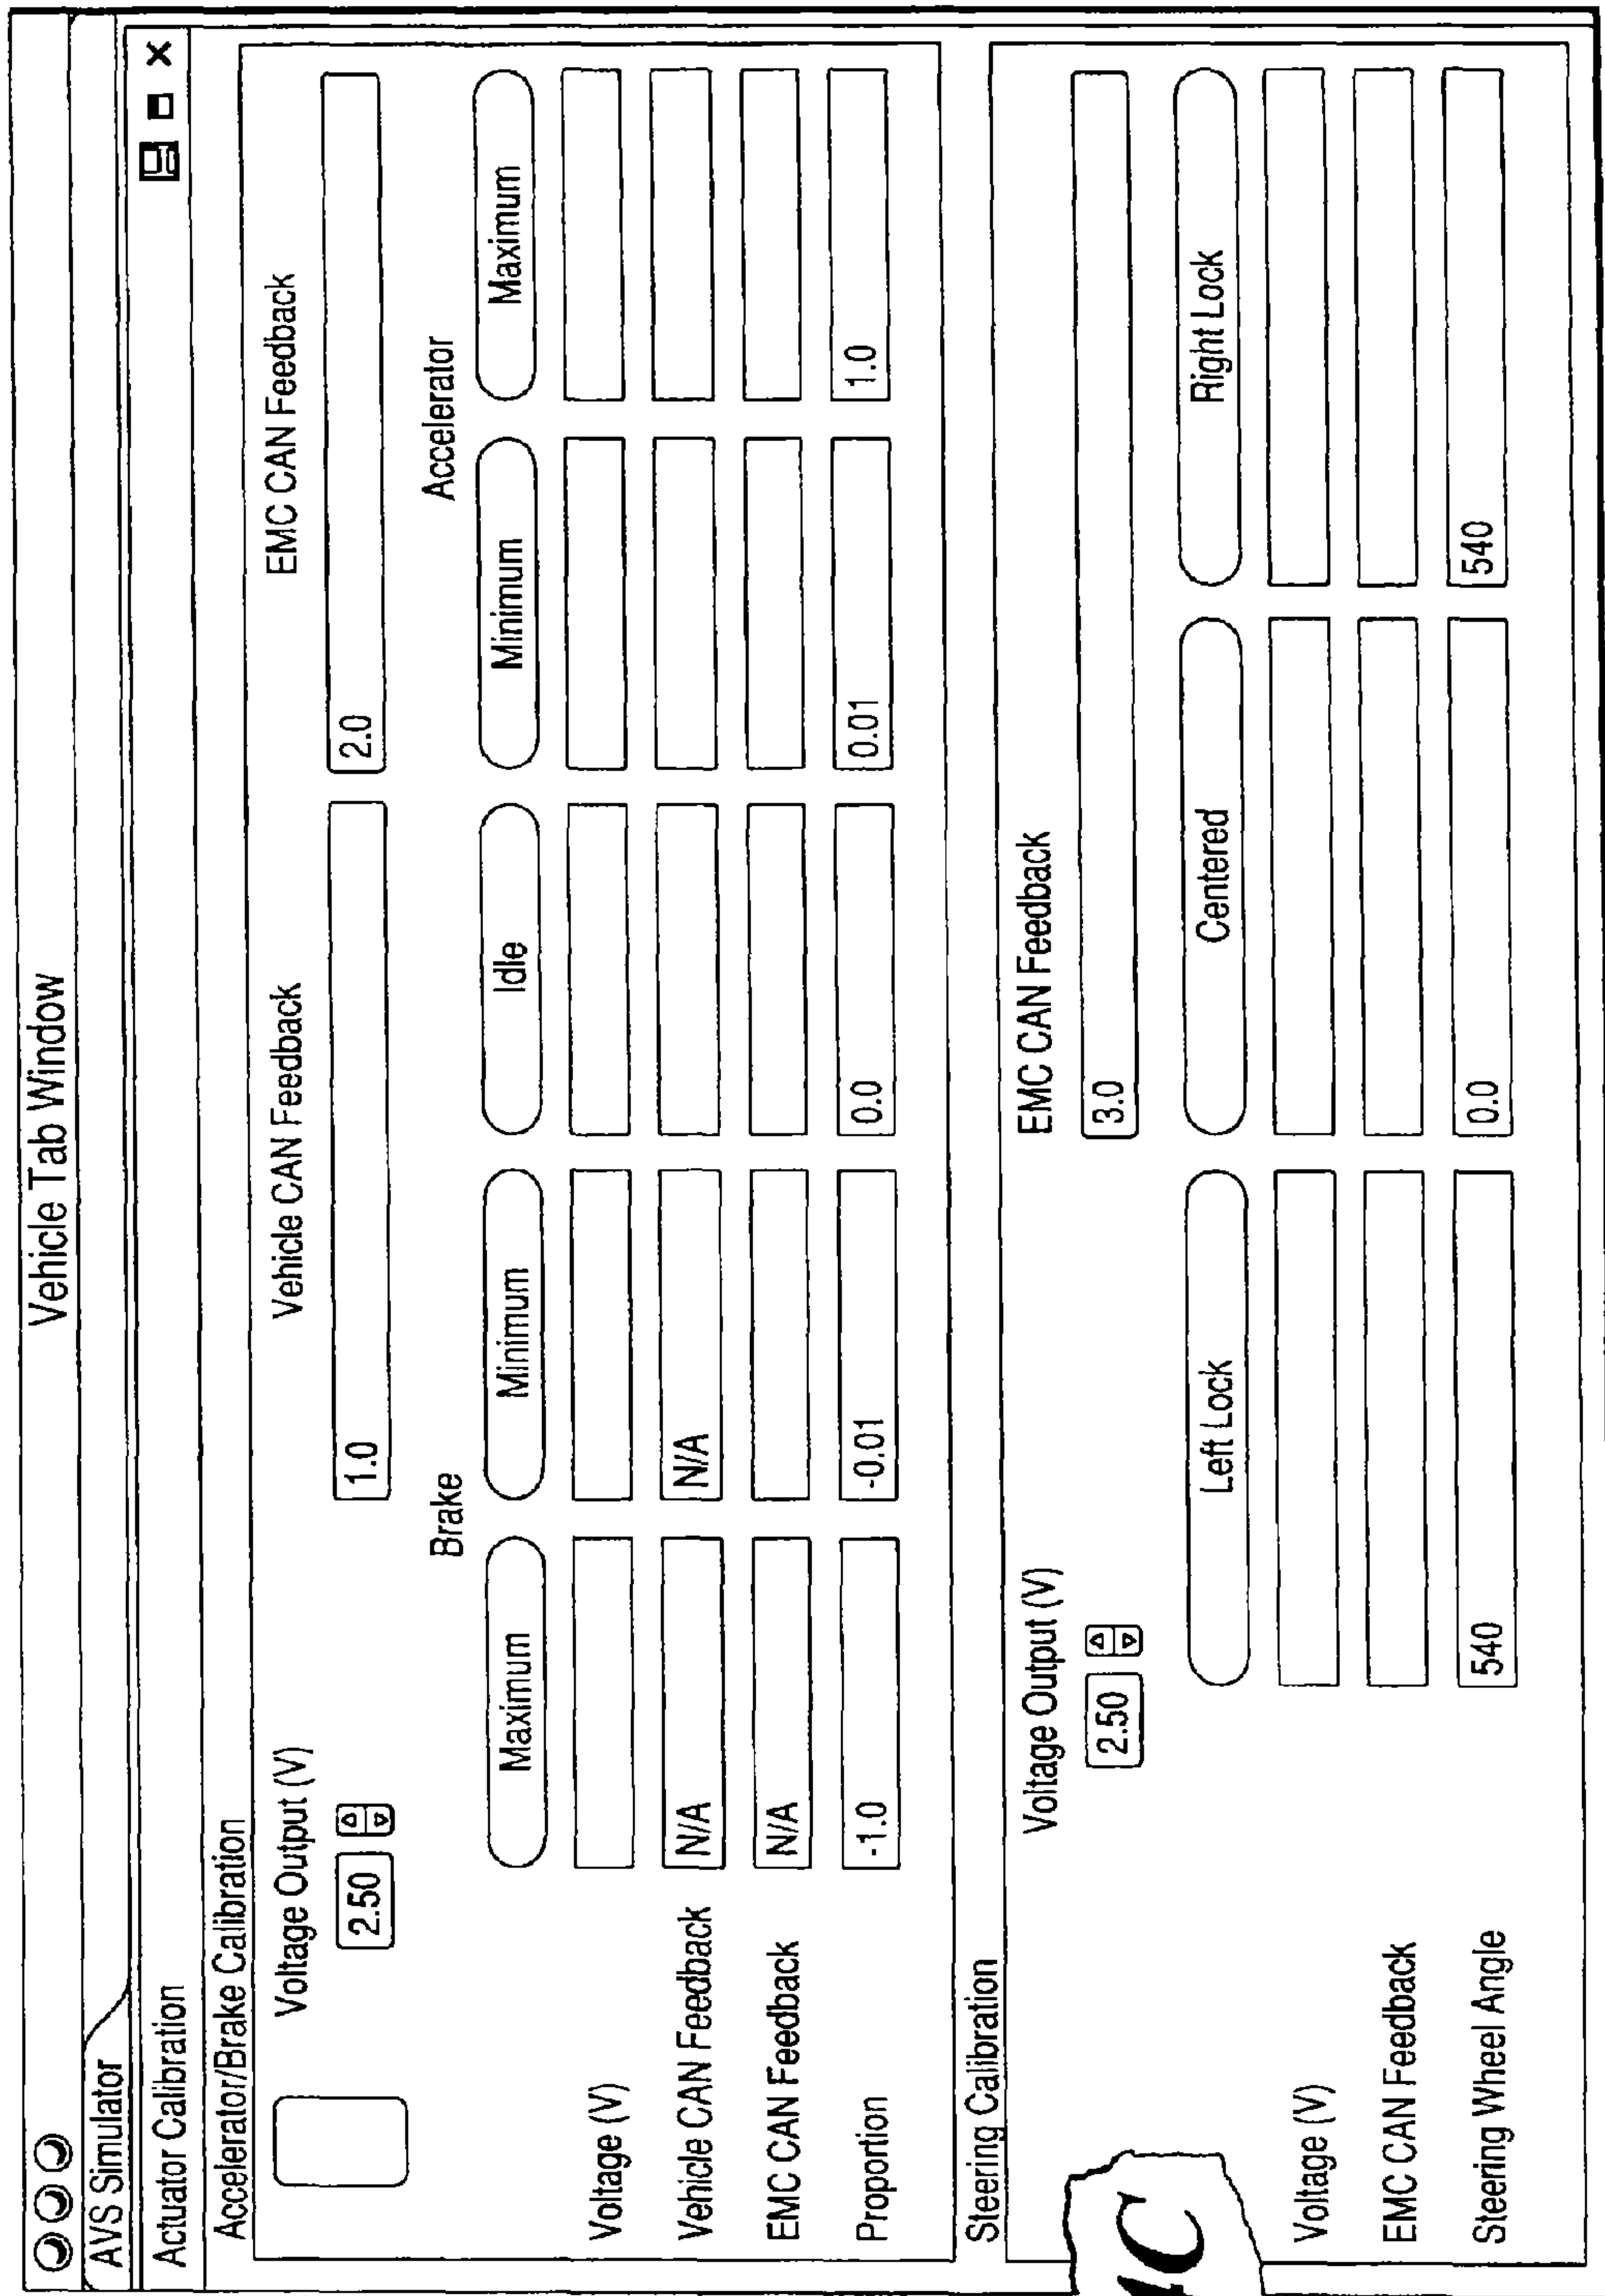 Vehicle Tab Window
AVS Simulator
Actuator Calibration
Accelerator/Brake Calibration
Voltage Output (V) Vehicle CAN Feedback EMC CAN Feedback
2.50 1.0 2.0
Brake Accelerator
Maximum Minimum Idle Minimum Maximum
Voltage (V)
Vehicle CAN Feedback N/A N/A
EMC CAN Feedback N/A
Proportion -1.0 -0.01 0.0 0.01 1.0
Steering Calibration
Voltage Output (V) EMC CAN Feedback
2.50 3.0
Left Lock Centered Right Lock
Voltage (V)
EMC CAN Feedback
Steering Wheel Angle 540 0.0 540